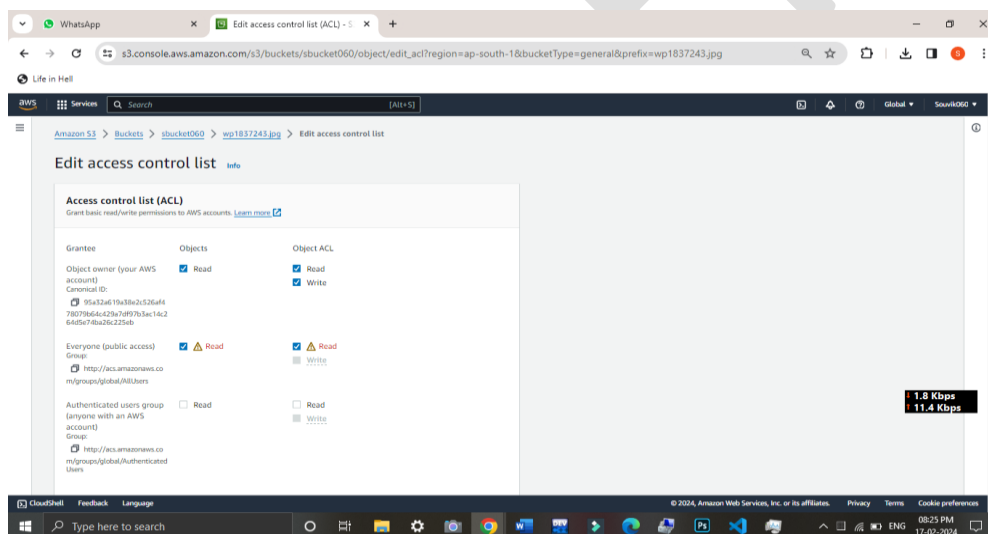 WhatsApp
Edit access control list (ACL) - S
s3.console.aws.amazon.com/s3/buckets/sbucket060/object/edit_acl?region=ap-south-1&bucketType=general&prefix=wp1837243.jpg
S
Life in Hell
aws Services Search [Alt+S] Global Souvik060
Amazon S3 > Buckets > sbucket060 > wp1837243.jpg > Edit access control list
Edit access control list Info
Access control list (ACL)
Grant basic read/write permissions to AWS accounts. Learn more
Grantee Objects Object ACL
Object owner (your AWS Read Read
account) Write
Canonical ID:
95a32a619a38e2c526af4
78079b64c429a7df97b3ac14c2
64d5e74ba26c225eb
Everyone (public access) Read Read
Group: Write
http://acs.amazonaws.co
m/groups/global/AllUsers
Authenticated users group Read Read
(anyone with an AWS Write
account)
Group:
http://acs.amazonaws.co
m/groups/global/Authenticated
Users
1.8 Kbps
11.4 Kbps
CloudShell Feedback Language © 2024, Amazon Web Services, Inc. or its affiliates. Privacy Terms Cookie preferences
Type here to search W Ps ENG 08:25 PM
17-02-2024